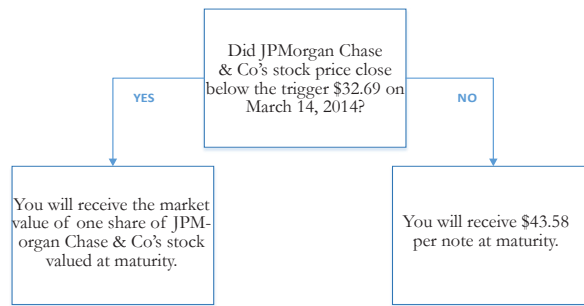 Did JPMorgan Chase
& Co’s stock price close
below the trigger $32.69 on
March 14, 2014?
YES
NO
You will receive the market
value of one share of JPM-
organ Chase & Co’s stock
valued at maturity.
You will receive $43.58
per note at maturity.